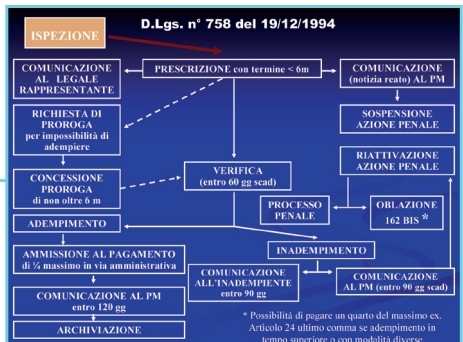 D.Lgs. n° 758 del 19/12/1994
ISPEZIONE
COMUNICAZIONE
AL LEGALE
RAPPRESENTANTE
PRESCRIZIONE con termine < 6m
COMUNICAZIONE
(notizia reato) AL PM
SOSPENSIONE
AZIONE PENALE
RICHIESTA DI
PROROGA
per impossibilità di
adempiere
RIATTIVAZIONE
AZIONE PENALE
CONCESSIONE
PROROGA
di non oltre 6 m
VERIFICA
(entro 60 gg scad)
PROCESSO
PENALE
OBLAZIONE
162 BIS *
ADEMPIMENTO
INADEMPIMENTO
AMMISSIONE AL PAGAMENTO
di ¼ massimo in via amministrativa
COMUNICAZIONE
ALL'INADEMPIENTE
entro 90 gg
COMUNICAZIONE
AL PM (entro 90 gg scad)
COMUNICAZIONE AL PM
entro 120 gg
ARCHIVIAZIONE
* Possibilità di pagare un quarto del massimo ex.
Articolo 24 ultimo comma se adempimento in
tempo superiore o con modalità diverse